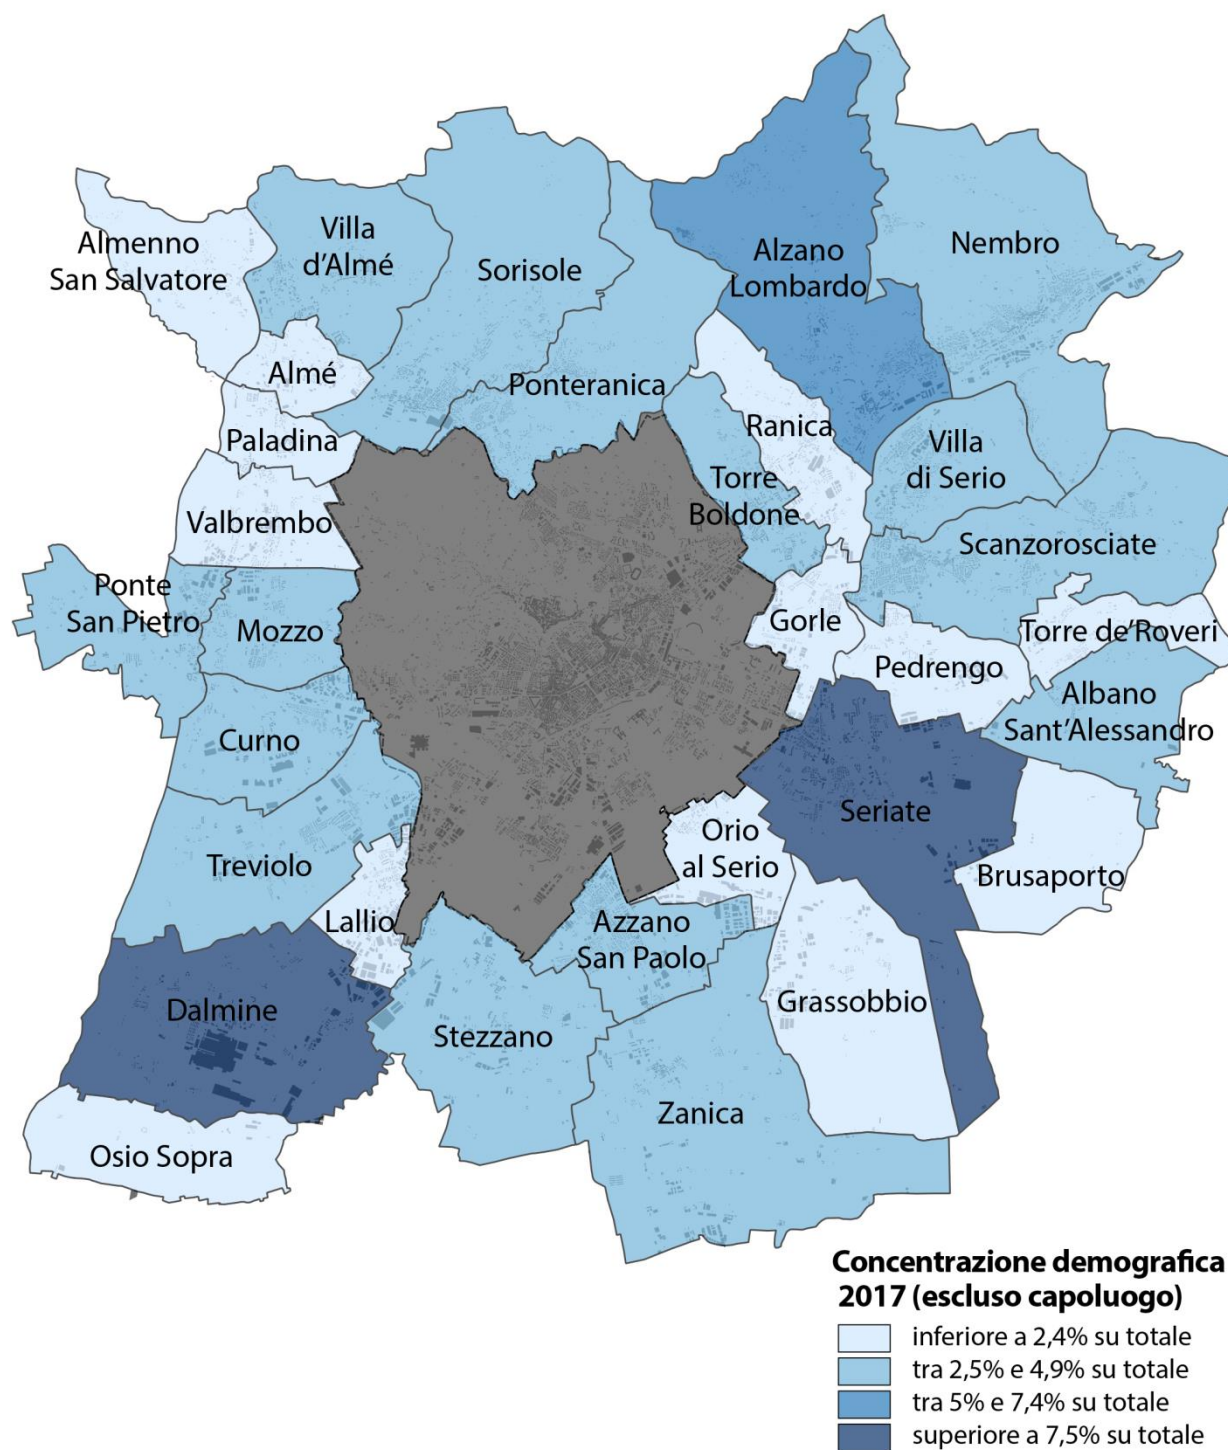 Almenno
San Salvatore
Villa
d'Almé
Sorisole
Alzano
Lombardo
Nembro
Almé
Ponteranica
Paladina
Ranica
Villa
di Serio
Torre
Boldone
Valbrembo
Scanzorosciate
Ponte
San Pietro
Mozzo
Gorle
Torre de'Roveri
Pedrengo
Albano
Sant'Alessandro
Curno
Seriate
Orio
al Serio
Treviolo
Brusaporto
Lallio
Azzano
San Paolo
Grassobbio
Dalmine
Stezzano
Zanica
Osio Sopra
Concentrazione demografica
2017 (escluso capoluogo)
inferiore a 2,4% su totale
tra 2,5% e 4,9% su totale
tra 5% e 7,4% su totale
superiore a 7,5% su totale